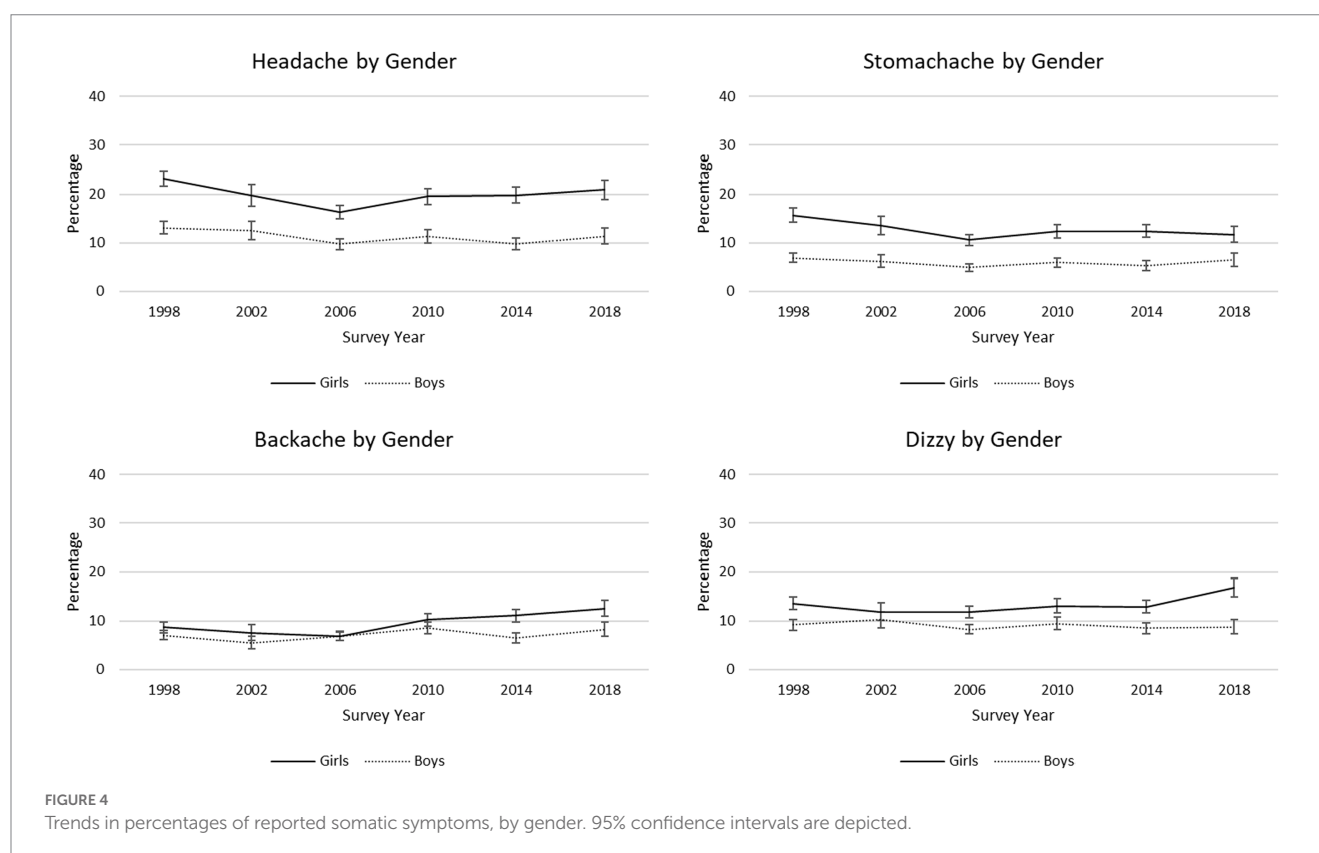 Headache by Gender
40
30
20
10
0
Percentage
1998 2002 2006 2010 2014 2018
Survey Year
Girls Boys
Stomachache by Gender
40
30
20
10
0
Percentage
1998 2002 2006 2010 2014 2018
Survey Year
Girls Boys
Backache by Gender
40
30
20
10
0
Percentage
1998 2002 2006 2010 2014 2018
Survey Year
Girls Boys
Dizzy by Gender
40
30
20
10
0
Percentage
1998 2002 2006 2010 2014 2018
Survey Year
Girls Boys
FIGURE 4
Trends in percentages of reported somatic symptoms, by gender. 95% confidence intervals are depicted.